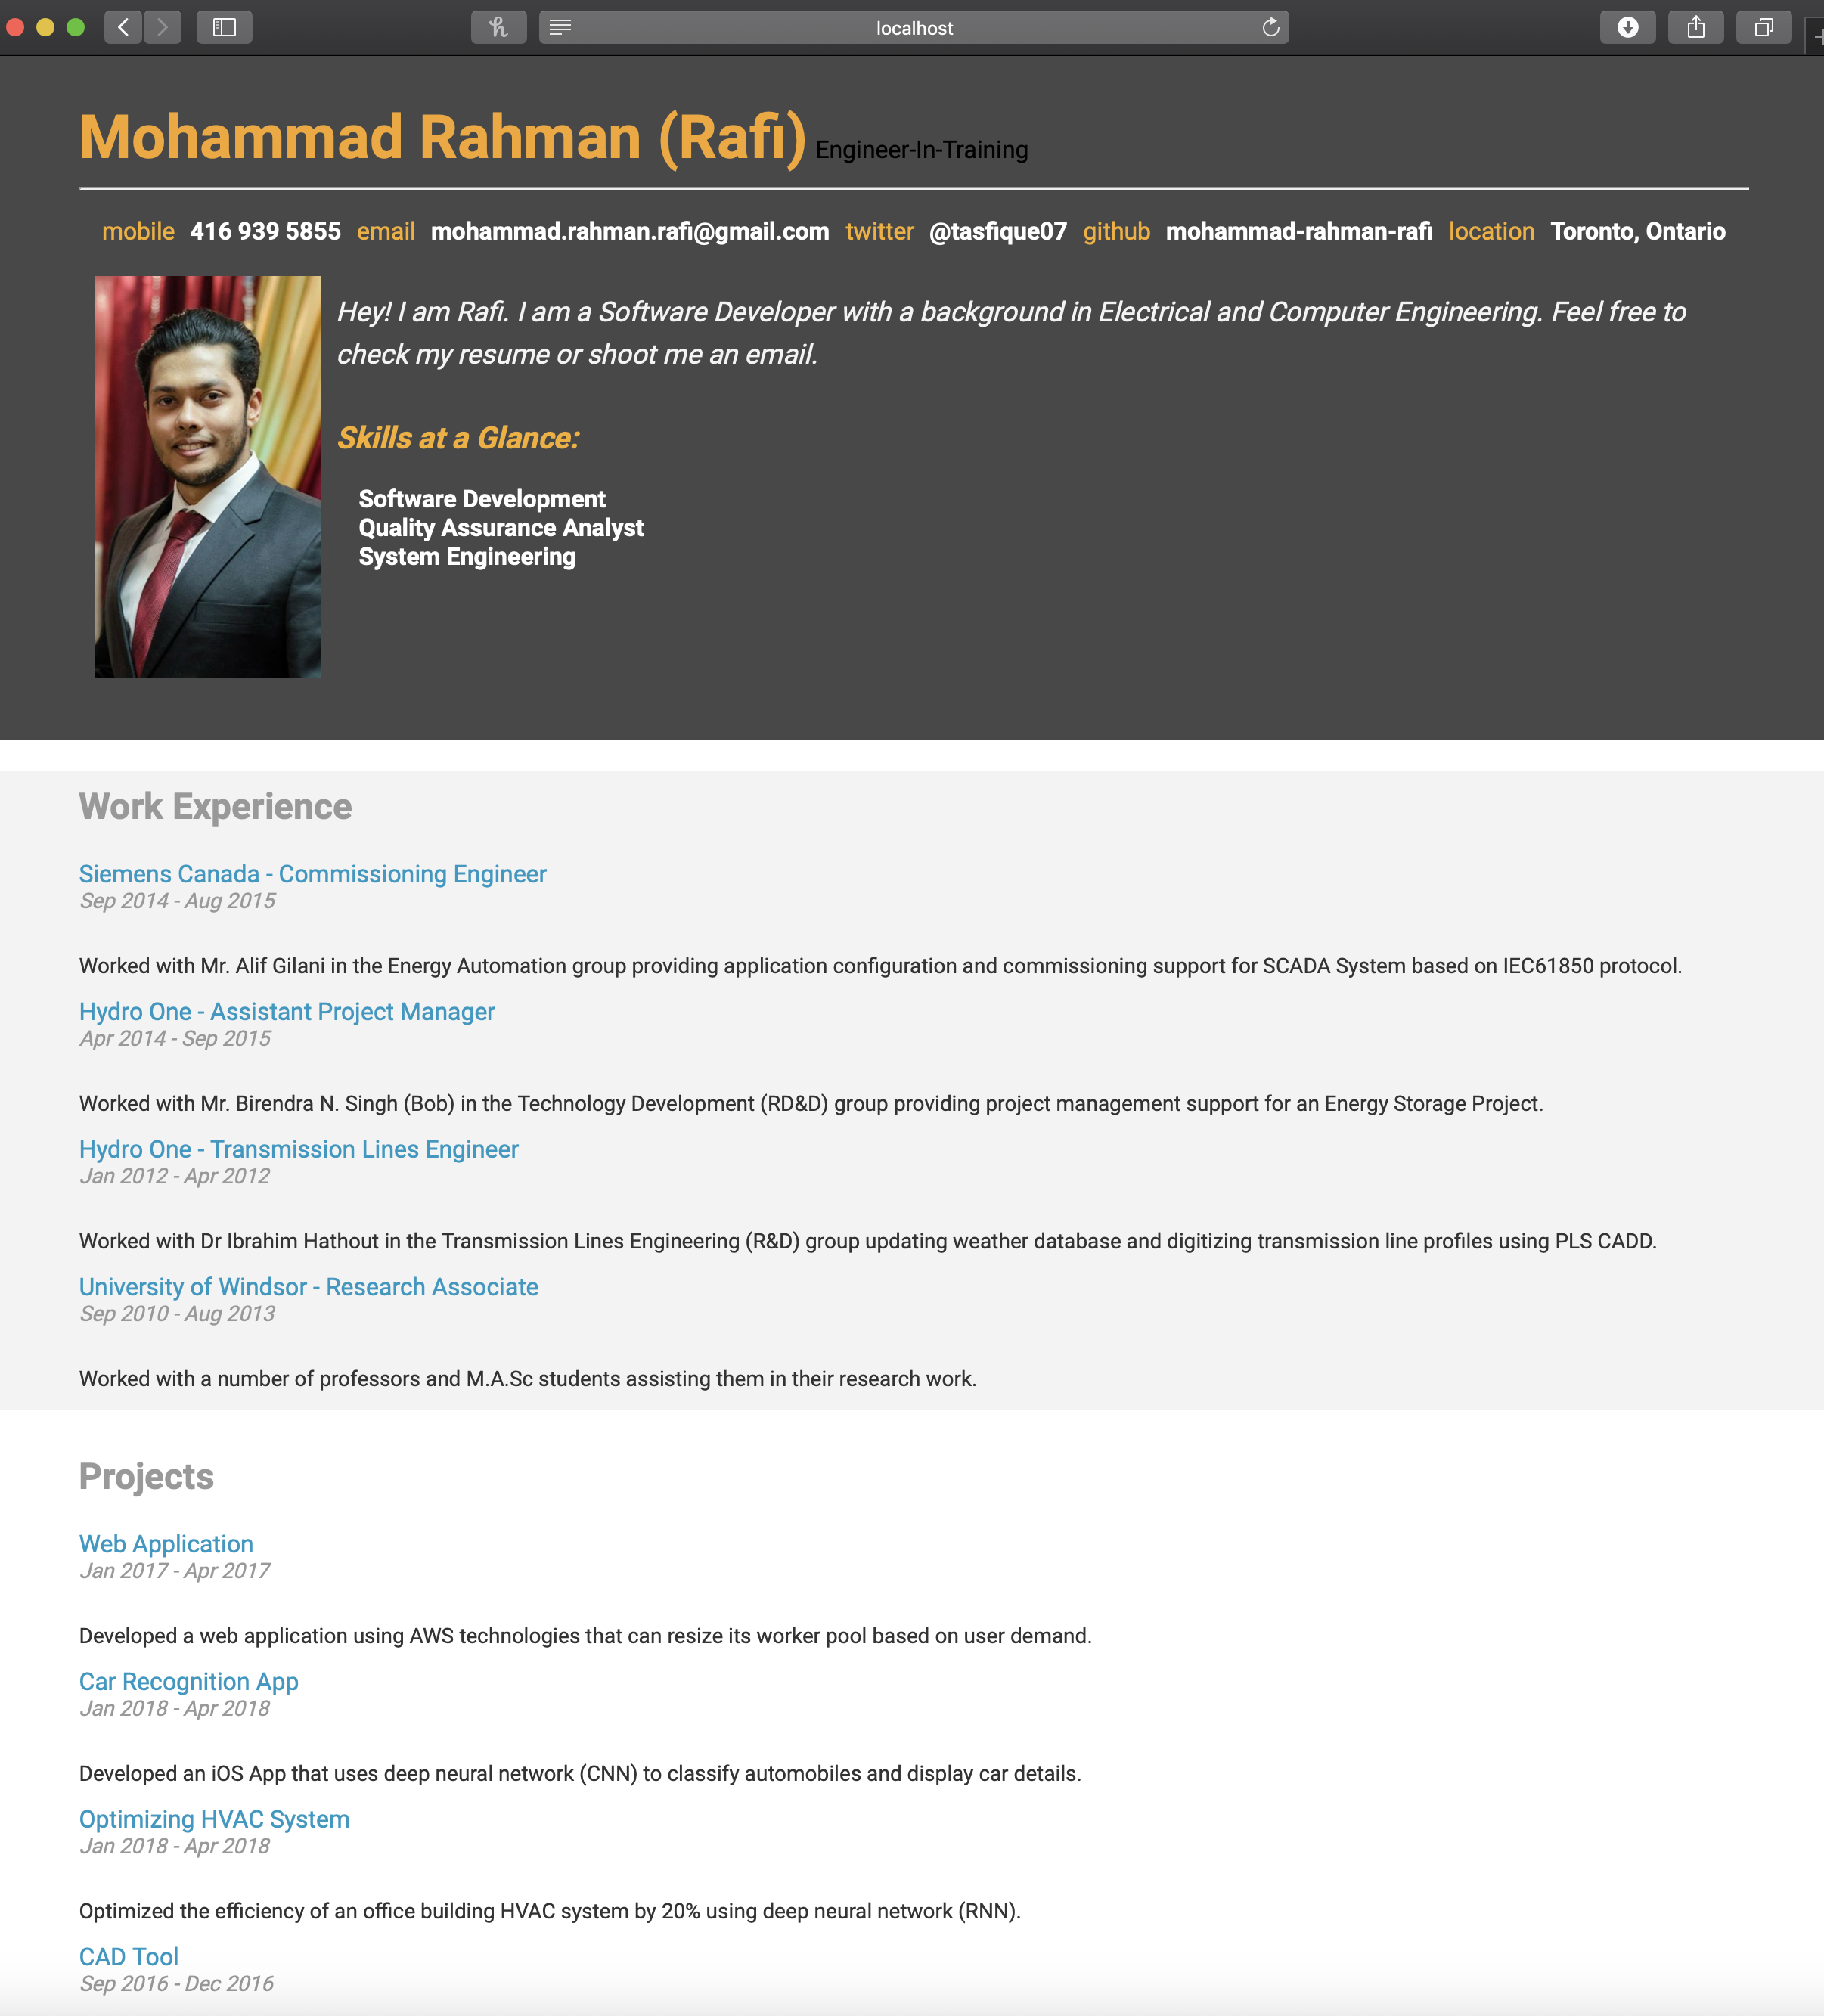 localhost
Mohammad Rahman (Rafi) Engineer-In-Training
mobile 416 939 5855 email mohammad.rahman.rafi@gmail.com twitter @tasfique07 github mohammad-rahman-rafi location Toronto, Ontario
Hey! I am Rafi. I am a Software Developer with a background in Electrical and Computer Engineering. Feel free to
check my resume or shoot me an email.
Skills at a Glance:
Software Development
Quality Assurance Analyst
System Engineering
Work Experience
Siemens Canada - Commissioning Engineer
Sep 2014 - Aug 2015
Worked with Mr. Alif Gilani in the Energy Automation group providing application configuration and commissioning support for SCADA System based on IEC61850 protocol.
Hydro One - Assistant Project Manager
Apr 2014 - Sep 2015
Worked with Mr. Birendra N. Singh (Bob) in the Technology Development (RD&D) group providing project management support for an Energy Storage Project.
Hydro One - Transmission Lines Engineer
Jan 2012 - Apr 2012
Worked with Dr Ibrahim Hathout in the Transmission Lines Engineering (R&D) group updating weather database and digitizing transmission line profiles using PLS CADD.
University of Windsor - Research Associate
Sep 2010 - Aug 2013
Worked with a number of professors and M.A.Sc students assisting them in their research work.
Projects
Web Application
Jan 2017 - Apr 2017
Developed a web application using AWS technologies that can resize its worker pool based on user demand.
Car Recognition App
Jan 2018 - Apr 2018
Developed an iOS App that uses deep neural network (CNN) to classify automobiles and display car details.
Optimizing HVAC System
Jan 2018 - Apr 2018
Optimized the efficiency of an office building HVAC system by 20% using deep neural network (RNN).
CAD Tool
Sep 2016 - Dec 2016